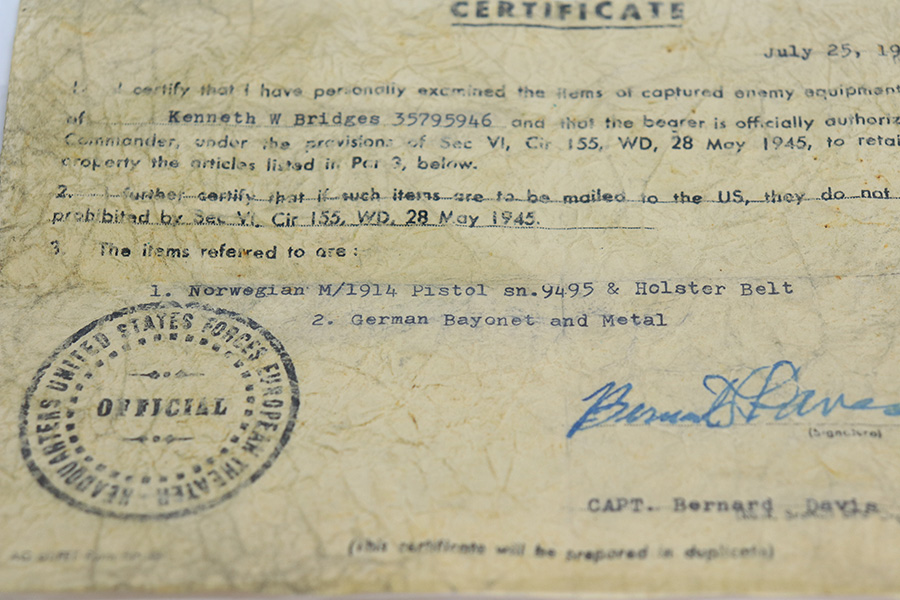 CERTIFICATE
July 25, 19
1. I certify that I have personally examined the items of captured enemy equipment
of Kenneth W Bridges 35795946 and that the bearer is officially authoriz
Commander, under the provisions of Sec VI, Cir 155, WD, 28 May 1945, to retai
property the articles listed in Par 3, below.
2. I further certify that if such items are to be mailed to the US, they do not
prohibited by Sec VI, Cir 155, WD, 28 May 1945.
3. The items referred to are:
1. Norwegian M/1914 Pistol sn.9495 & Holster Belt
2. German Bayonet and Metal
HEADQUARTERS UNITED STATES FORCES EUROPEAN THEATER
OFFICIAL
Bernard Davis
(Signature)
CAPT. Bernard Davis
(This certificate will be prepared in duplicate)